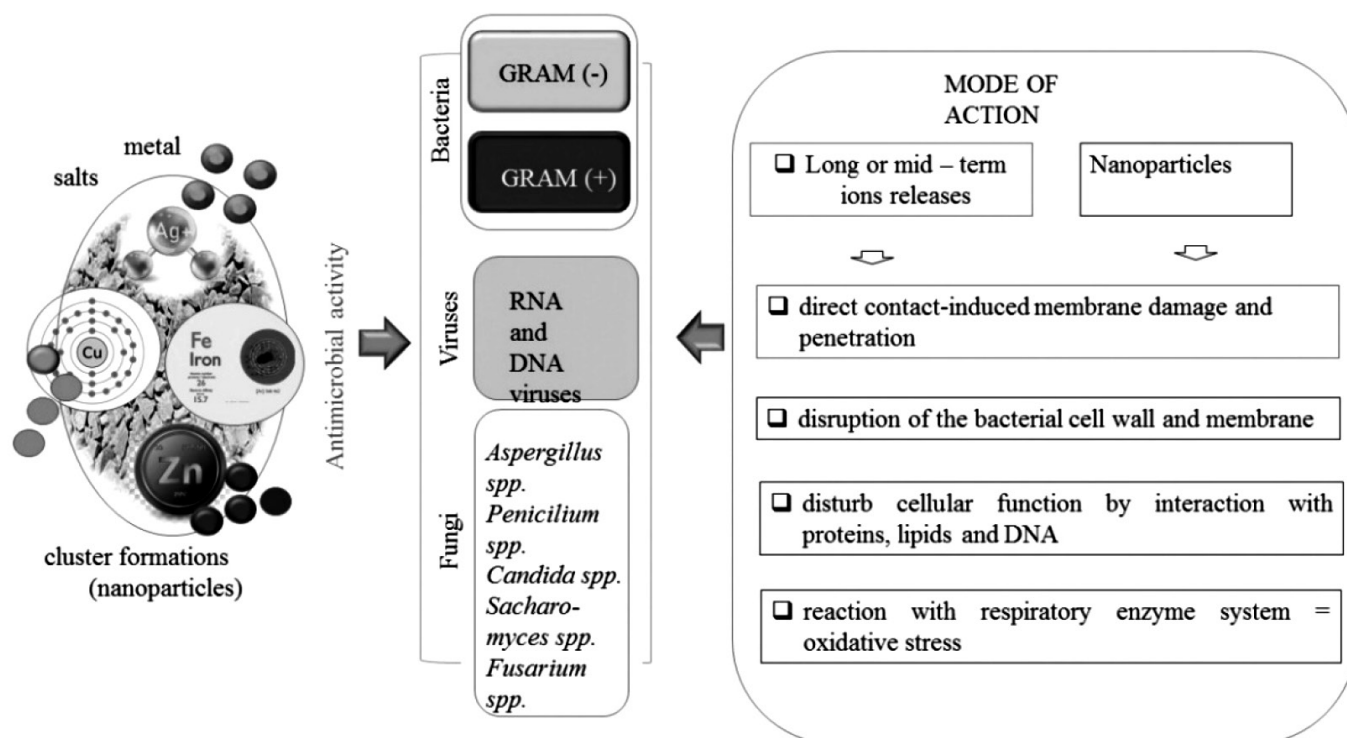 metal
salts
Ag+
Cu
Fe
Iron
26
15.7
Zn
cluster formations
(nanoparticles)
Antimicrobial activity
Bacteria
GRAM (-)
GRAM (+)
Viruses
RNA
and
DNA
viruses
Fungi
Aspergillus
spp.
Penicilium
spp.
Candida spp.
Sacharo-
myces spp.
Fusarium
spp.
MODE OF
ACTION
❑ Long or mid – term
ions releases
Nanoparticles
❑ direct contact-induced membrane damage and
penetration
❑ disruption of the bacterial cell wall and membrane
❑ disturb cellular function by interaction with
proteins, lipids and DNA
❑ reaction with respiratory enzyme system =
oxidative stress